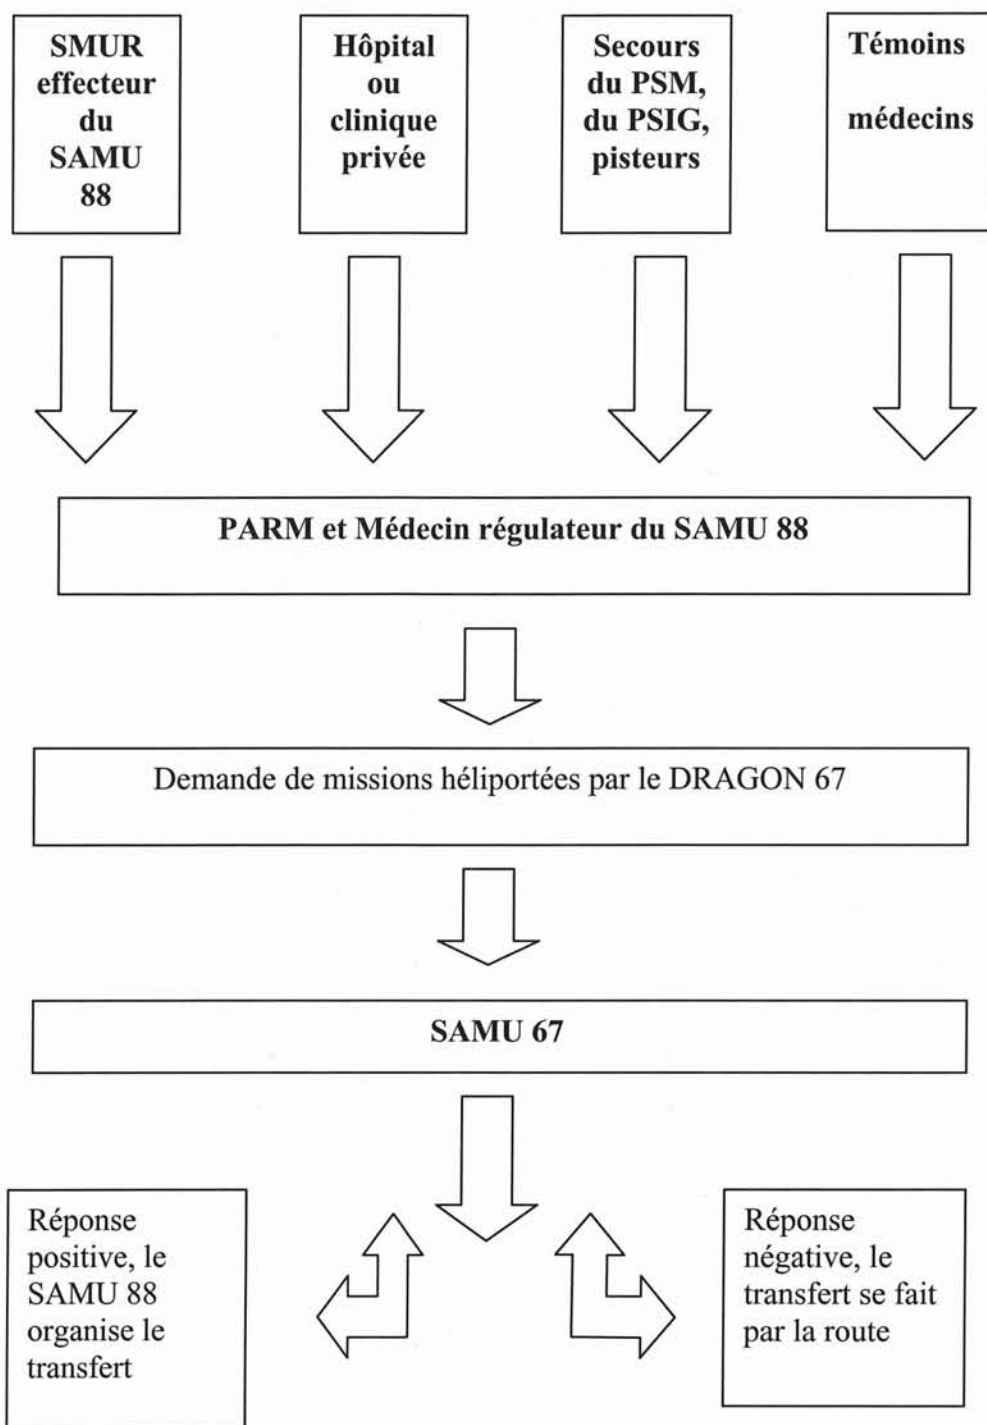 SMUR
effecteur
du
SAMU
88
Hôpital
ou
clinique
privée
Secours
du PSM,
du PSIG,
pisteurs
Témoins
médecins
PARM et Médecin régulateur du SAMU 88
Demande de missions héliportées par le DRAGON 67
SAMU 67
Réponse
positive, le
SAMU 88
organise le
transfert
Réponse
négative, le
transfert se fait
par la route